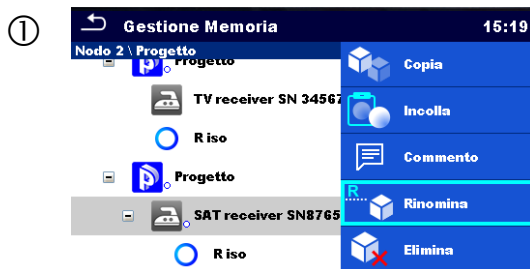 ①
Gestione Memoria 15:19
Nodo 2 \ Progetto
Progetto
TV receiver SN 34567
R iso
Progetto
SAT receiver SN8765
R iso
Copia
Incolla
Commento
R...
Rinomina
Elimina